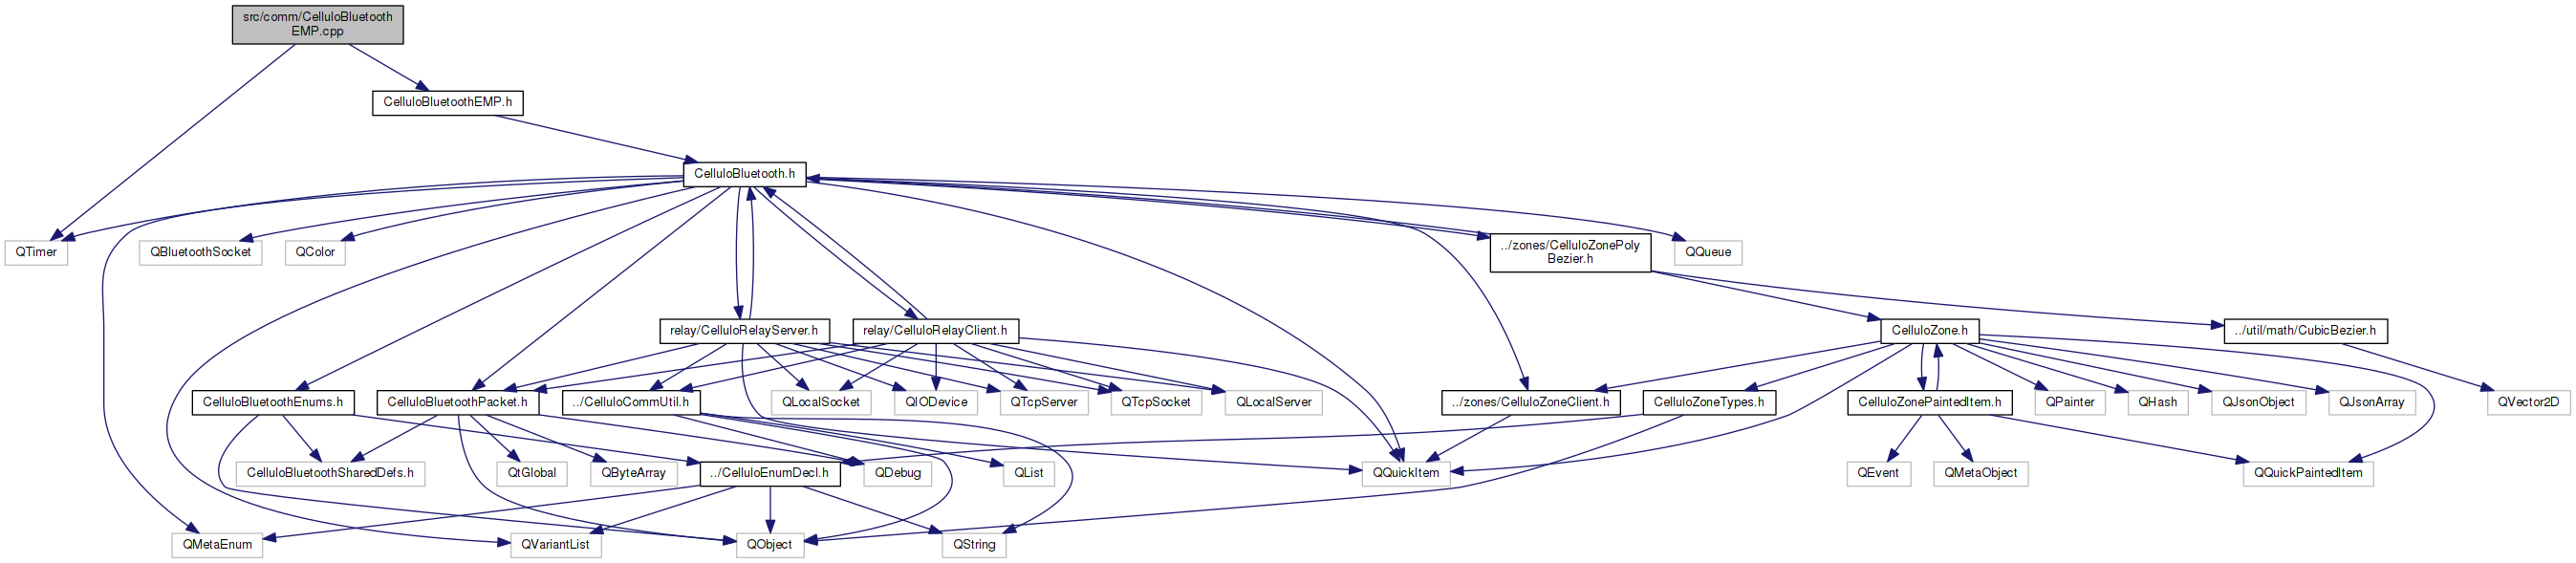 src/comm/CelluloBluetooth
EMP.cpp
CelluloBluetoothEMP.h
CelluloBluetooth.h
QTimer
QBluetoothSocket
QColor
../zones/CelluloZonePoly
Bezier.h
QQueue
relay/CelluloRelayServer.h
relay/CelluloRelayClient.h
CelluloZone.h
../util/math/CubicBezier.h
CelluloBluetoothEnums.h
CelluloBluetoothPacket.h
../CelluloCommUtil.h
QLocalSocket
QIODevice
QTcpServer
QTcpSocket
QLocalServer
../zones/CelluloZoneClient.h
CelluloZoneTypes.h
CelluloZonePaintedItem.h
QPainter
QHash
QJsonObject
QJsonArray
QVector2D
CelluloBluetoothSharedDefs.h
QtGlobal
QByteArray
../CelluloEnumDecl.h
QDebug
QList
QQuickItem
QEvent
QMetaObject
QQuickPaintedItem
QMetaEnum
QVariantList
QObject
QString